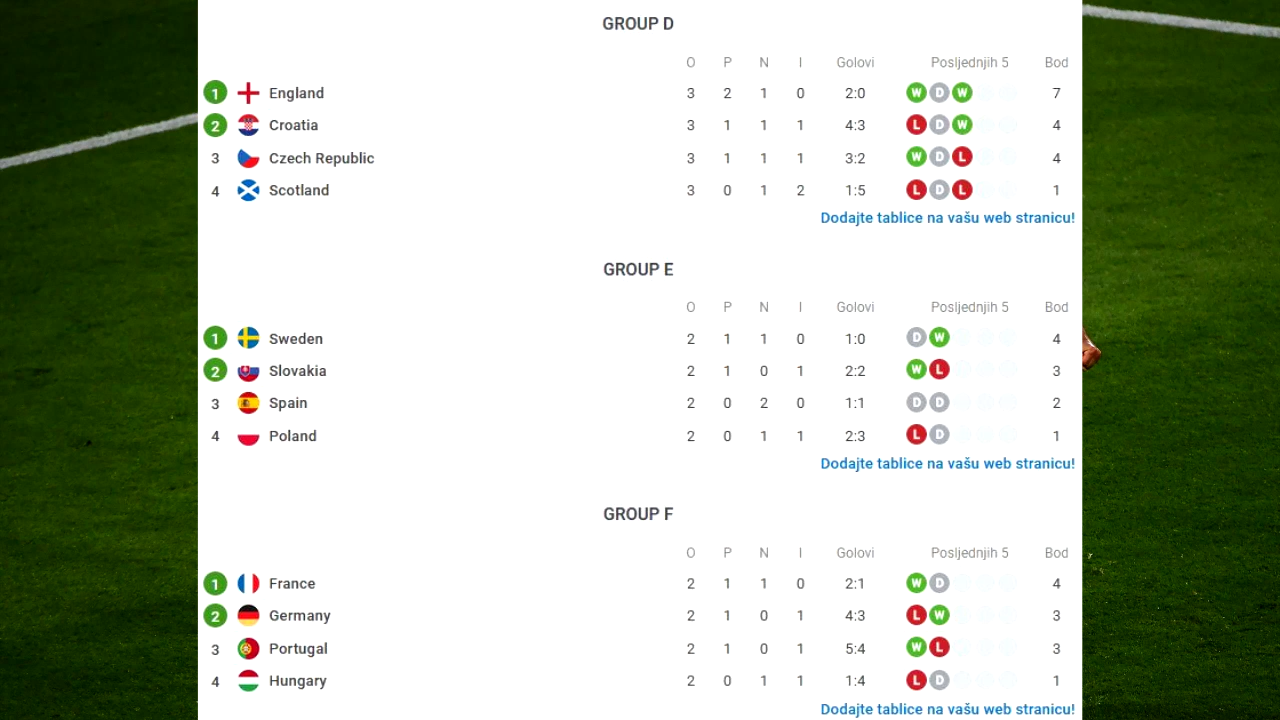 GROUP D
O P N I Golovi Posljednjih 5 Bod
1 England 3 2 1 0 2:0 W D W 7
2 Croatia 3 1 1 1 4:3 L D W 4
3 Czech Republic 3 1 1 1 3:2 W D L 4
4 Scotland 3 0 1 2 1:5 L D L 1
Dodajte tablice na vašu web stranicu!
GROUP E
O P N I Golovi Posljednjih 5 Bod
1 Sweden 2 1 1 0 1:0 D W 4
2 Slovakia 2 1 0 1 2:2 W L 3
3 Spain 2 0 2 0 1:1 D D 2
4 Poland 2 0 1 1 2:3 L D 1
Dodajte tablice na vašu web stranicu!
GROUP F
O P N I Golovi Posljednjih 5 Bod
1 France 2 1 1 0 2:1 W D 4
2 Germany 2 1 0 1 4:3 L W 3
3 Portugal 2 1 0 1 5:4 W L 3
4 Hungary 2 0 1 1 1:4 L D 1
Dodajte tablice na vašu web stranicu!